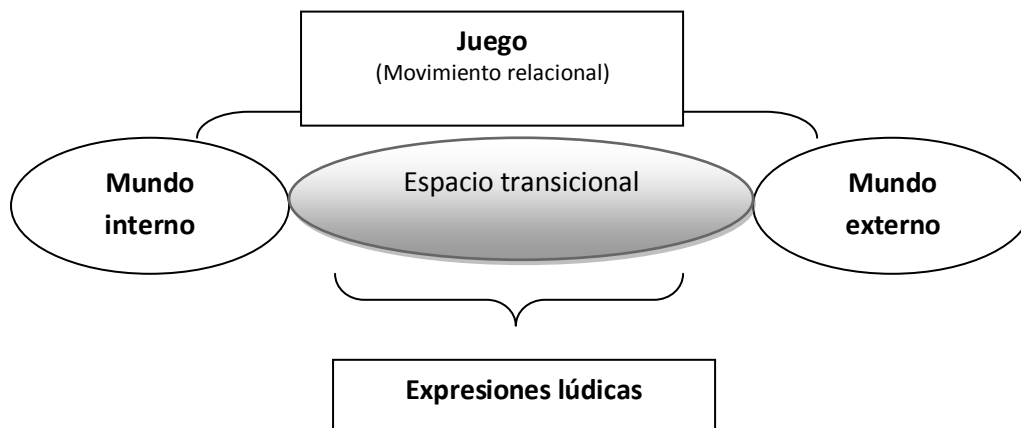 Juego
(Movimiento relacional)
Mundo
interno
Espacio transicional
Mundo
externo
Expresiones lúdicas